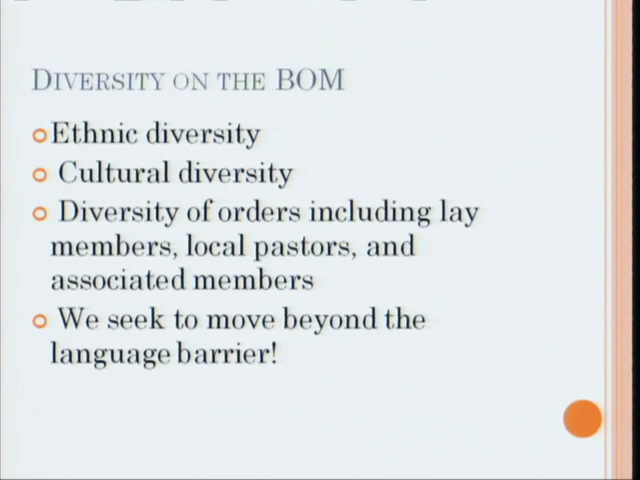 DIVERSITY ON THE BOM
Ethnic diversity
Cultural diversity
Diversity of orders including lay
members, local pastors, and
associated members
We seek to move beyond the
language barrier!